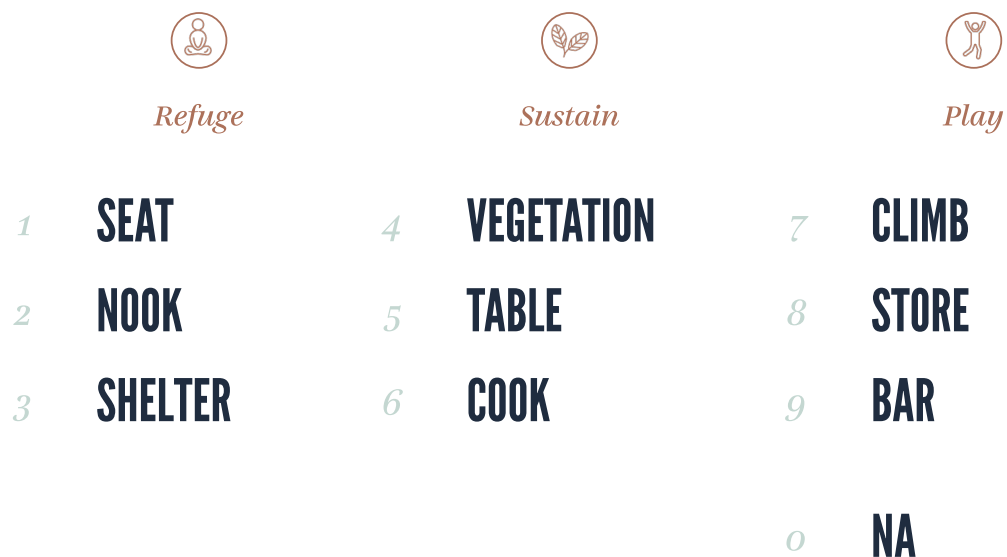 Refuge
1 SEAT
2 NOOK
3 SHELTER
Sustain
4 VEGETATION
5 TABLE
6 COOK
Play
7 CLIMB
8 STORE
9 BAR
0 NA